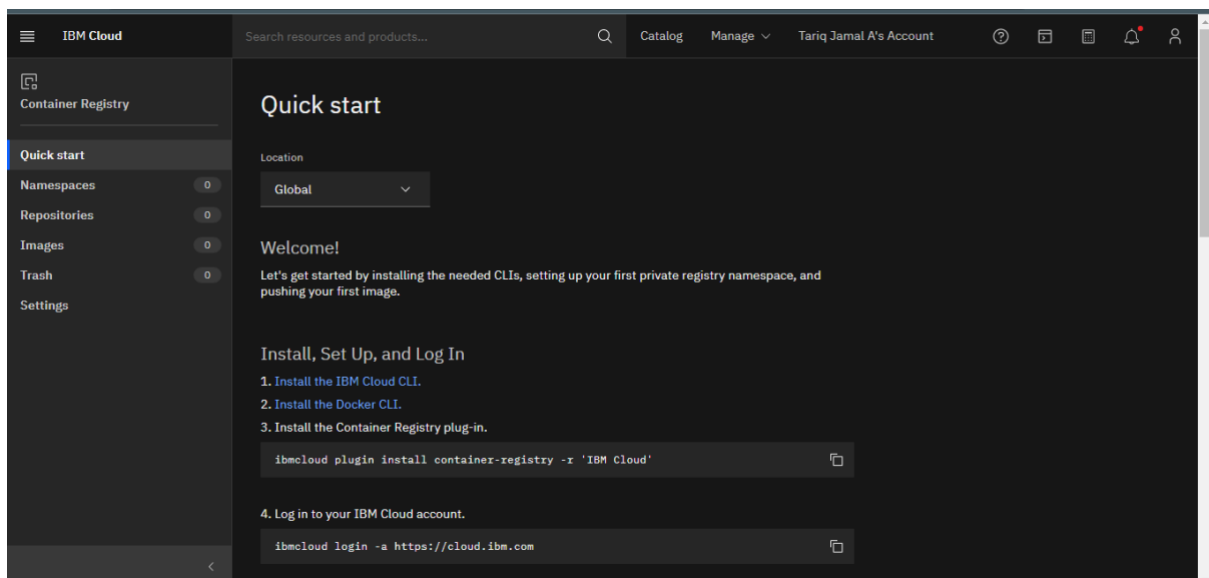 IBM Cloud
Search resources and products...
Catalog
Manage
Tariq Jamal A's Account
Container Registry
Quick start
Namespaces 0
Repositories 0
Images 0
Trash 0
Settings
Quick start
Location
Global
Welcome!
Let's get started by installing the needed CLIs, setting up your first private registry namespace, and
pushing your first image.
Install, Set Up, and Log In
1. Install the IBM Cloud CLI.
2. Install the Docker CLI.
3. Install the Container Registry plug-in.
ibmcloud plugin install container-registry -r 'IBM Cloud'
4. Log in to your IBM Cloud account.
ibmcloud login -a https://cloud.ibm.com